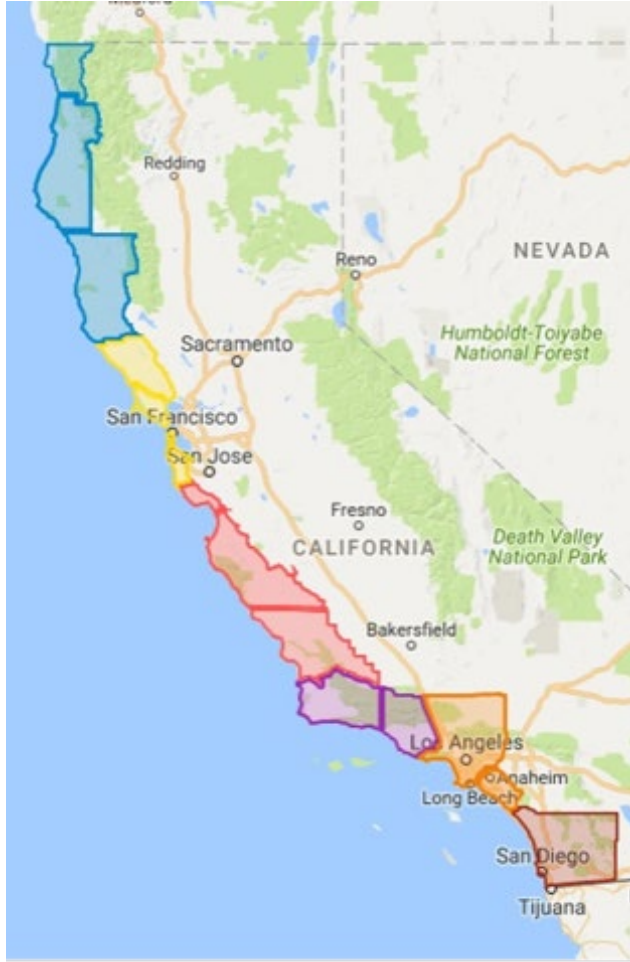 Medford
Redding
Reno
NEVADA
Humboldt-Toiyabe
National Forest
Sacramento
San Francisco
San Jose
Fresno
CALIFORNIA
Death Valley
National Park
Bakersfield
Los Angeles
Anaheim
Long Beach
San Diego
Tijuana